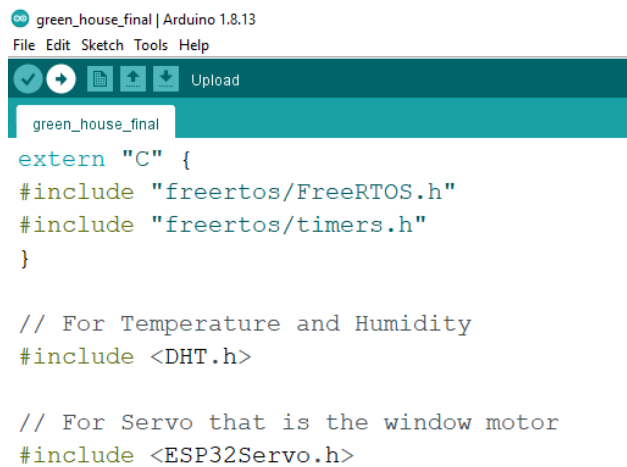 green_house_final | Arduino 1.8.13
File Edit Sketch Tools Help
Upload
green_house_final
extern "C" {
#include "freertos/FreeRTOS.h"
#include "freertos/timers.h"
}
// For Temperature and Humidity
#include <DHT.h>
// For Servo that is the window motor
#include <ESP32Servo.h>